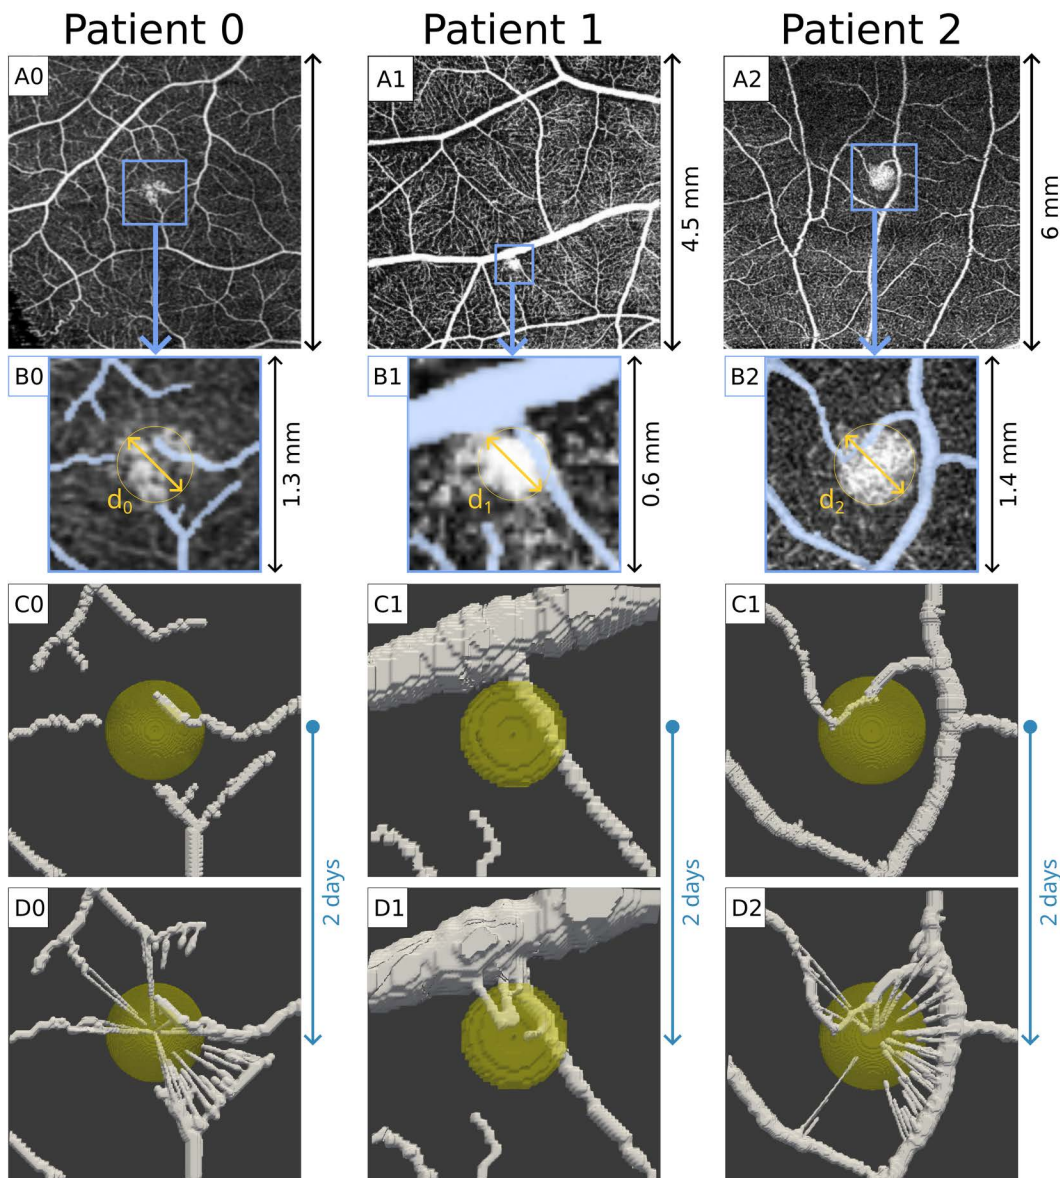 Patient 0 Patient 1 Patient 2
A0 A1 A2
4.5 mm
6 mm
B0 B1 B2
d0 d1 d2
1.3 mm
0.6 mm
1.4 mm
C0 C1 C1
2 days
2 days
D0 D1 D2